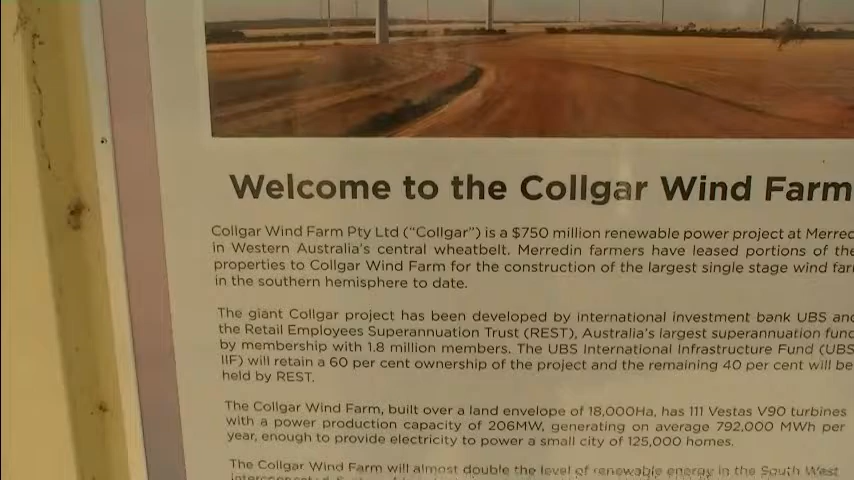 Welcome to the Collgar Wind Farm
Collgar Wind Farm Pty Ltd ("Collgar") is a $750 million renewable power project at Merred
in Western Australia's central wheatbelt. Merredin farmers have leased portions of the
properties to Collgar Wind Farm for the construction of the largest single stage wind far
in the southern hemisphere to date.
The giant Collgar project has been developed by international investment bank UBS and
the Retail Employees Superannuation Trust (REST), Australia's largest superannuation fund
by membership with 1.8 million members. The UBS International Infrastructure Fund (UBS
IIF) will retain a 60 per cent ownership of the project and the remaining 40 per cent will be
held by REST.
The Collgar Wind Farm, built over a land envelope of 18,000Ha, has 111 Vestas V90 turbines
with a power production capacity of 206MW, generating on average 792,000 MWh per
year, enough to provide electricity to power a small city of 125,000 homes.
The Collgar Wind Farm will almost double the level of renewable energy in the South West